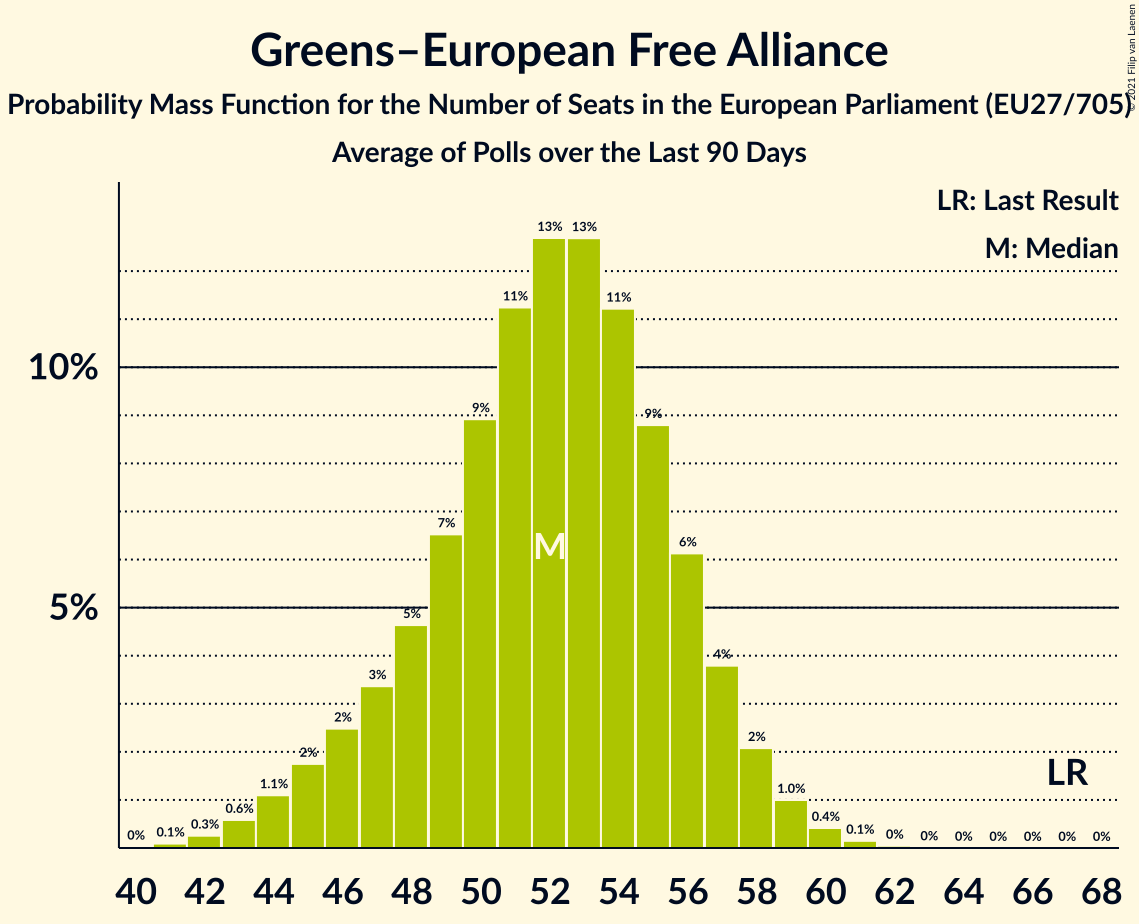 Greens–European Free Alliance
Probability Mass Function for the Number of Seats in the European Parliament (EU27/705)
Average of Polls over the Last 90 Days
© 2021 Filip van Laenen
LR: Last Result
M: Median
10%
5%
0% 0.1% 0.3% 0.6% 1.1% 2% 2% 3% 5% 7% 9% 11% 13% 13% 11% 9% 6% 4% 2% 1.0% 0.4% 0.1% 0% 0% 0% 0% 0% 0% 0%
M
LR
40 42 44 46 48 50 52 54 56 58 60 62 64 66 68